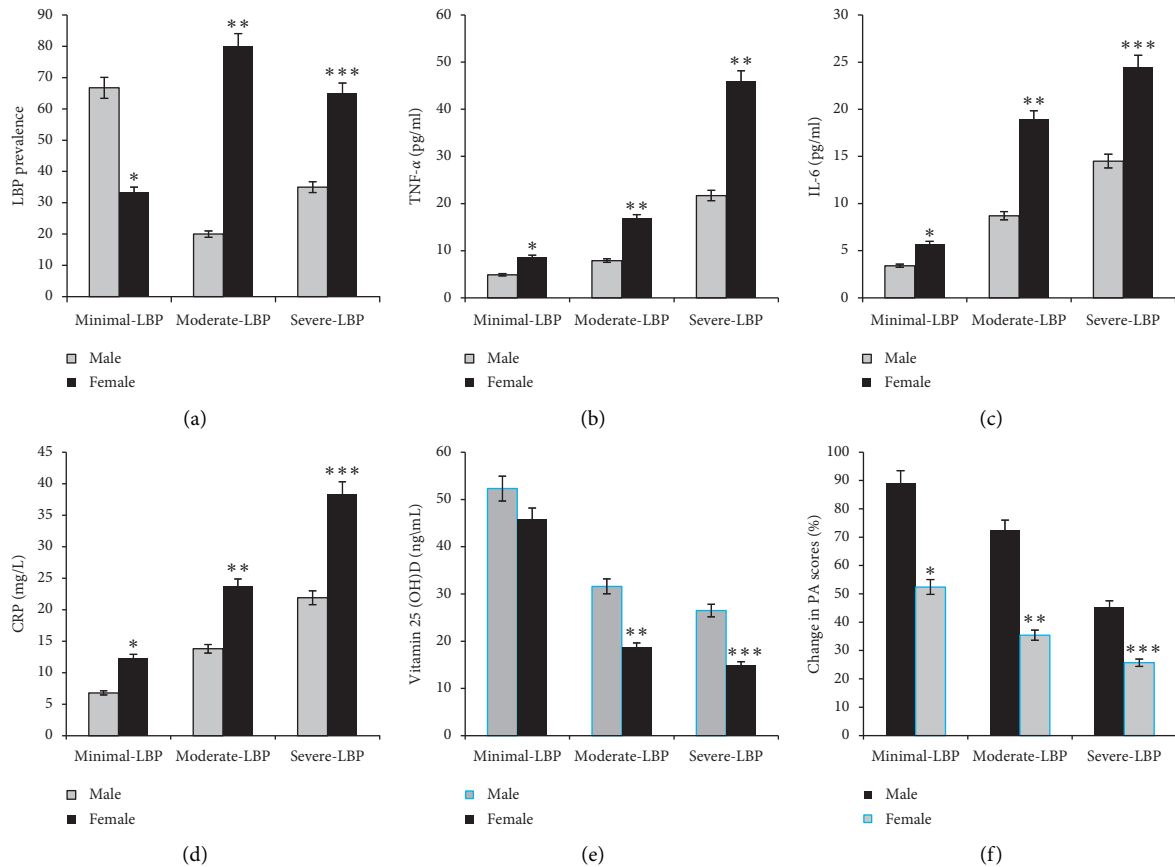 LBP prevalence
90
80
70
60
50
40
30
20
10
0
*
**
***
Minimal-LBP Moderate-LBP Severe-LBP
Male
Female
(a)
TNF-α (pg/ml)
60
50
40
30
20
10
0
*
**
**
Minimal-LBP Moderate-LBP Severe-LBP
Male
Female
(b)
IL-6 (pg/ml)
30
25
20
15
10
5
0
*
**
***
Minimal-LBP Moderate-LBP Severe-LBP
Male
Female
(c)
CRP (mg/L)
45
40
35
30
25
20
15
10
5
0
*
**
***
Minimal-LBP Moderate-LBP Severe-LBP
Male
Female
(d)
Vitamin 25 (OH)D (ng\mL)
60
50
40
30
20
10
0
**
***
Minimal-LBP Moderate-LBP Severe-LBP
Male
Female
(e)
Change in PA scores (%)
100
90
80
70
60
50
40
30
20
10
0
*
**
***
Minimal-LBP Moderate-LBP Severe-LBP
Male
Female
(f)